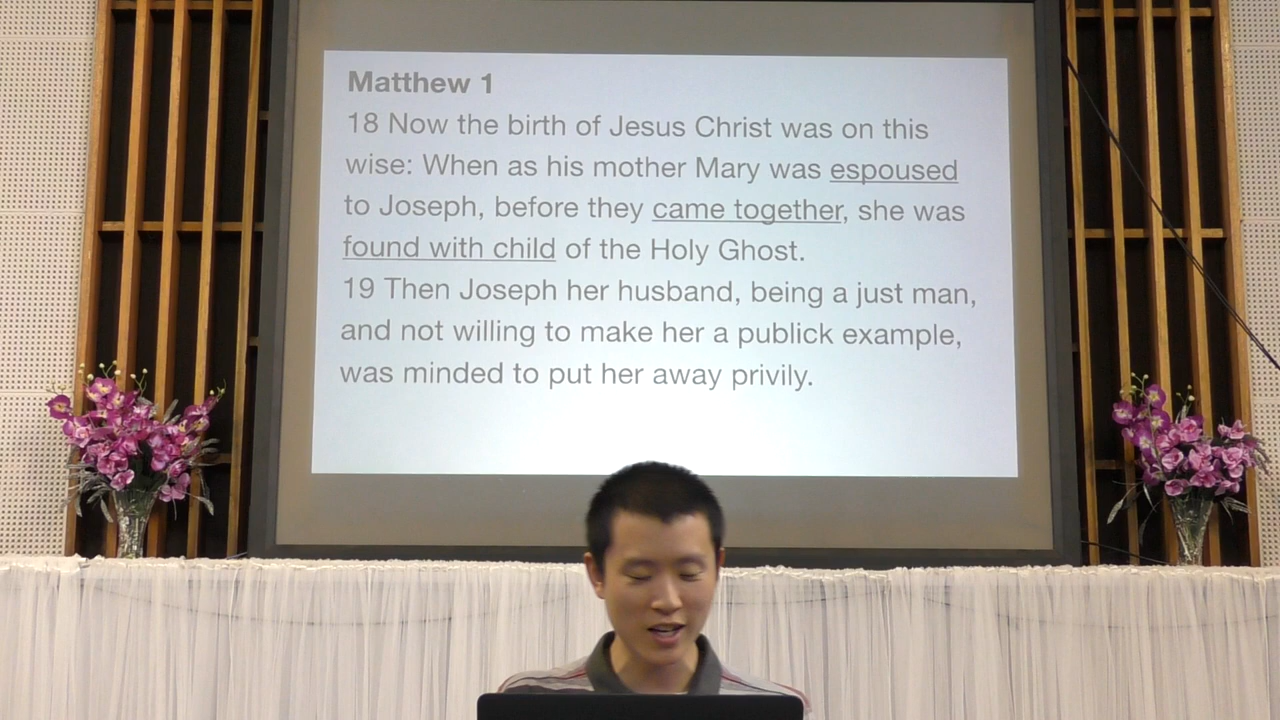 Matthew 1
18 Now the birth of Jesus Christ was on this
wise: When as his mother Mary was espoused
to Joseph, before they came together, she was
found with child of the Holy Ghost.
19 Then Joseph her husband, being a just man,
and not willing to make her a publick example,
was minded to put her away privily.